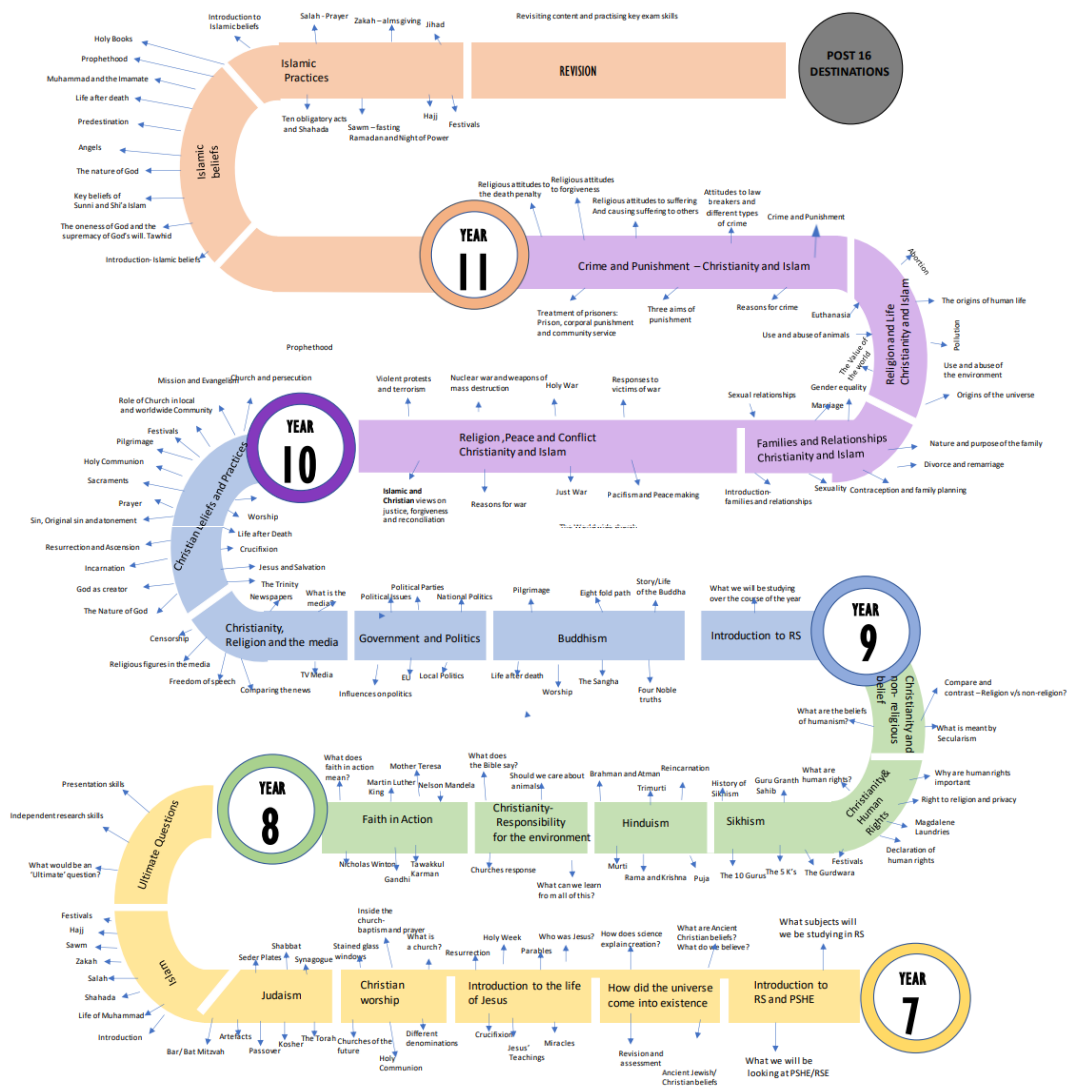 Introduction to
Islamic beliefs
Salah - Prayer
Zakah – alms giving
Jihad
Revisiting content and practising key exam skills
Holy Books
Prophethood
Muhammad and the Imamate
Life after death
Predestination
Angels
The nature of God
Key beliefs of
Sunni and Shi'a Islam
The oneness of God and the
supremacy of God's will. Tawhid
Introduction- Islamic beliefs
Islamic
Practices
REVISION
POST 16
DESTINATIONS
Ten obligatory acts
and Shahada
Sawm – fasting
Ramadan and Night of Power
Hajj
Festivals
Islamic
beliefs
Religious attitudes to
the death penalty
Religious attitudes
to forgiveness
Religious attitudes to suffering
And causing suffering to others
Attitudes to law
breakers and
different types
of crime
Crime and Punishment
YEAR
11
Crime and Punishment – Christianity and Islam
Treatment of prisoners:
Prison, corporal punishment
and community service
Three aims of
punishment
Reasons for crime
Euthanasia
Use and abuse of animals
The Value of
the world
Gender equality
Marriage
Religion and Life
Christianity and Islam
Abortion
The origins of human life
Pollution
Use and abuse of
the environment
Origins of the universe
Nature and purpose of the family
Divorce and remarriage
Contraception and family planning
Sexuality
Introduction-
families and relationships
Sexual relationships
Families and Relationships
Christianity and Islam
Prophethood
Mission and Evangelism
Church and persecution
Role of Church in local
and worldwide Community
Festivals
Pilgrimage
Holy Communion
Sacraments
Prayer
Sin, Original sin and atonement
Resurrection and Ascension
Incarnation
God as creator
The Nature of God
YEAR
10
Violent protests
and terrorism
Nuclear war and weapons of
mass destruction
Holy War
Responses to
victims of war
Religion ,Peace and Conflict
Christianity and Islam
Islamic and
Christian views on
justice, forgiveness
and reconciliation
Reasons for war
Just War
Pacifism and Peace making
The Worldwide church
Christian beliefs and Practices
Worship
Life after Death
Crucifixion
Jesus and Salvation
The Trinity
Newspapers
What is the
media?
Political Issues
Political Parties
National Politics
Pilgrimage
Eight fold path
Story/Life
of the Buddha
What we will be studying
over the course of the year
YEAR
9
Christianity,
Religion and the media
Government and Politics
Buddhism
Introduction to RS
Censorship
Religious figures in the media
Freedom of speech
Comparing the news
TV Media
Influences on politics
EU
Local Politics
Life after death
Worship
The Sangha
Four Noble
truths
Christianity and
non- religious
belief
What are the beliefs
of humanism?
Compare and
contrast – Religion v/s non-religion?
What is meant by
Secularism
Christianity&
Human
Rights
What are
human rights?
Why are human rights
important
Right to religion and privacy
Magdalene
Laundries
Declaration of
human rights
What does
faith in action
mean?
Martin Luther
King
Mother Teresa
Nelson Mandela
What does
the Bible say?
Should we care about
animals
Brahman and Atman
Trimurti
Reincarnation
History of
Sikhism
Guru Granth
Sahib
YEAR
8
Faith in Action
Christianity-
Responsibility
for the environment
Hinduism
Sikhism
Nicholas Winton
Gandhi
Tawakkul
Karman
Churches response
What can we learn
from all of this?
Murti
Rama and Krishna
Puja
The 10 Gurus
The 5 K's
The Gurdwara
Festivals
Presentation skills
Independent research skills
What would be an
'Ultimate' question?
Ultimate Questions
Festivals
Hajj
Sawm
Zakah
Salah
Shahada
Life of Muhammad
Introduction
Islam
Seder Plates
Shabbat
Synagogue
Stained glass
windows
Inside the
church-
baptism and prayer
What is
a church?
Resurrection
Holy Week
Parables
Who was Jesus?
How does science
explain creation?
What are Ancient
Christian beliefs?
What do we believe?
What subjects will
we be studying in RS
Judaism
Christian
worship
Introduction to the life
of Jesus
How did the universe
come into existence
Introduction to
RS and PSHE
YEAR
7
Bar/ Bat Mitzvah
Artefacts
Passover
Kosher
The Torah
Churches of the
future
Holy
Communion
Different
denominations
Crucifixion
Jesus'
Teachings
Miracles
Revision and
assessment
Ancient Jewish/
Christian beliefs
What we will be
looking at PSHE/RSE